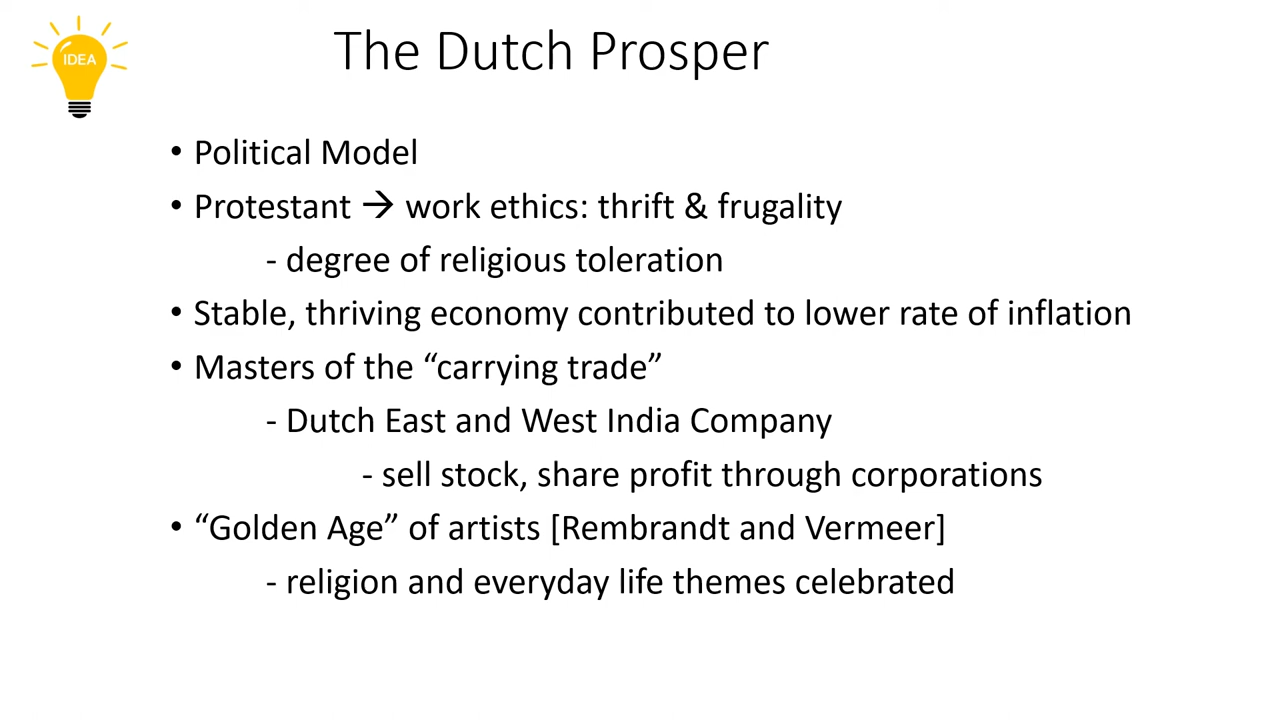 IDEA
The Dutch Prosper
• Political Model
• Protestant → work ethics: thrift & frugality
- degree of religious toleration
• Stable, thriving economy contributed to lower rate of inflation
• Masters of the “carrying trade”
- Dutch East and West India Company
- sell stock, share profit through corporations
• “Golden Age” of artists [Rembrandt and Vermeer]
- religion and everyday life themes celebrated